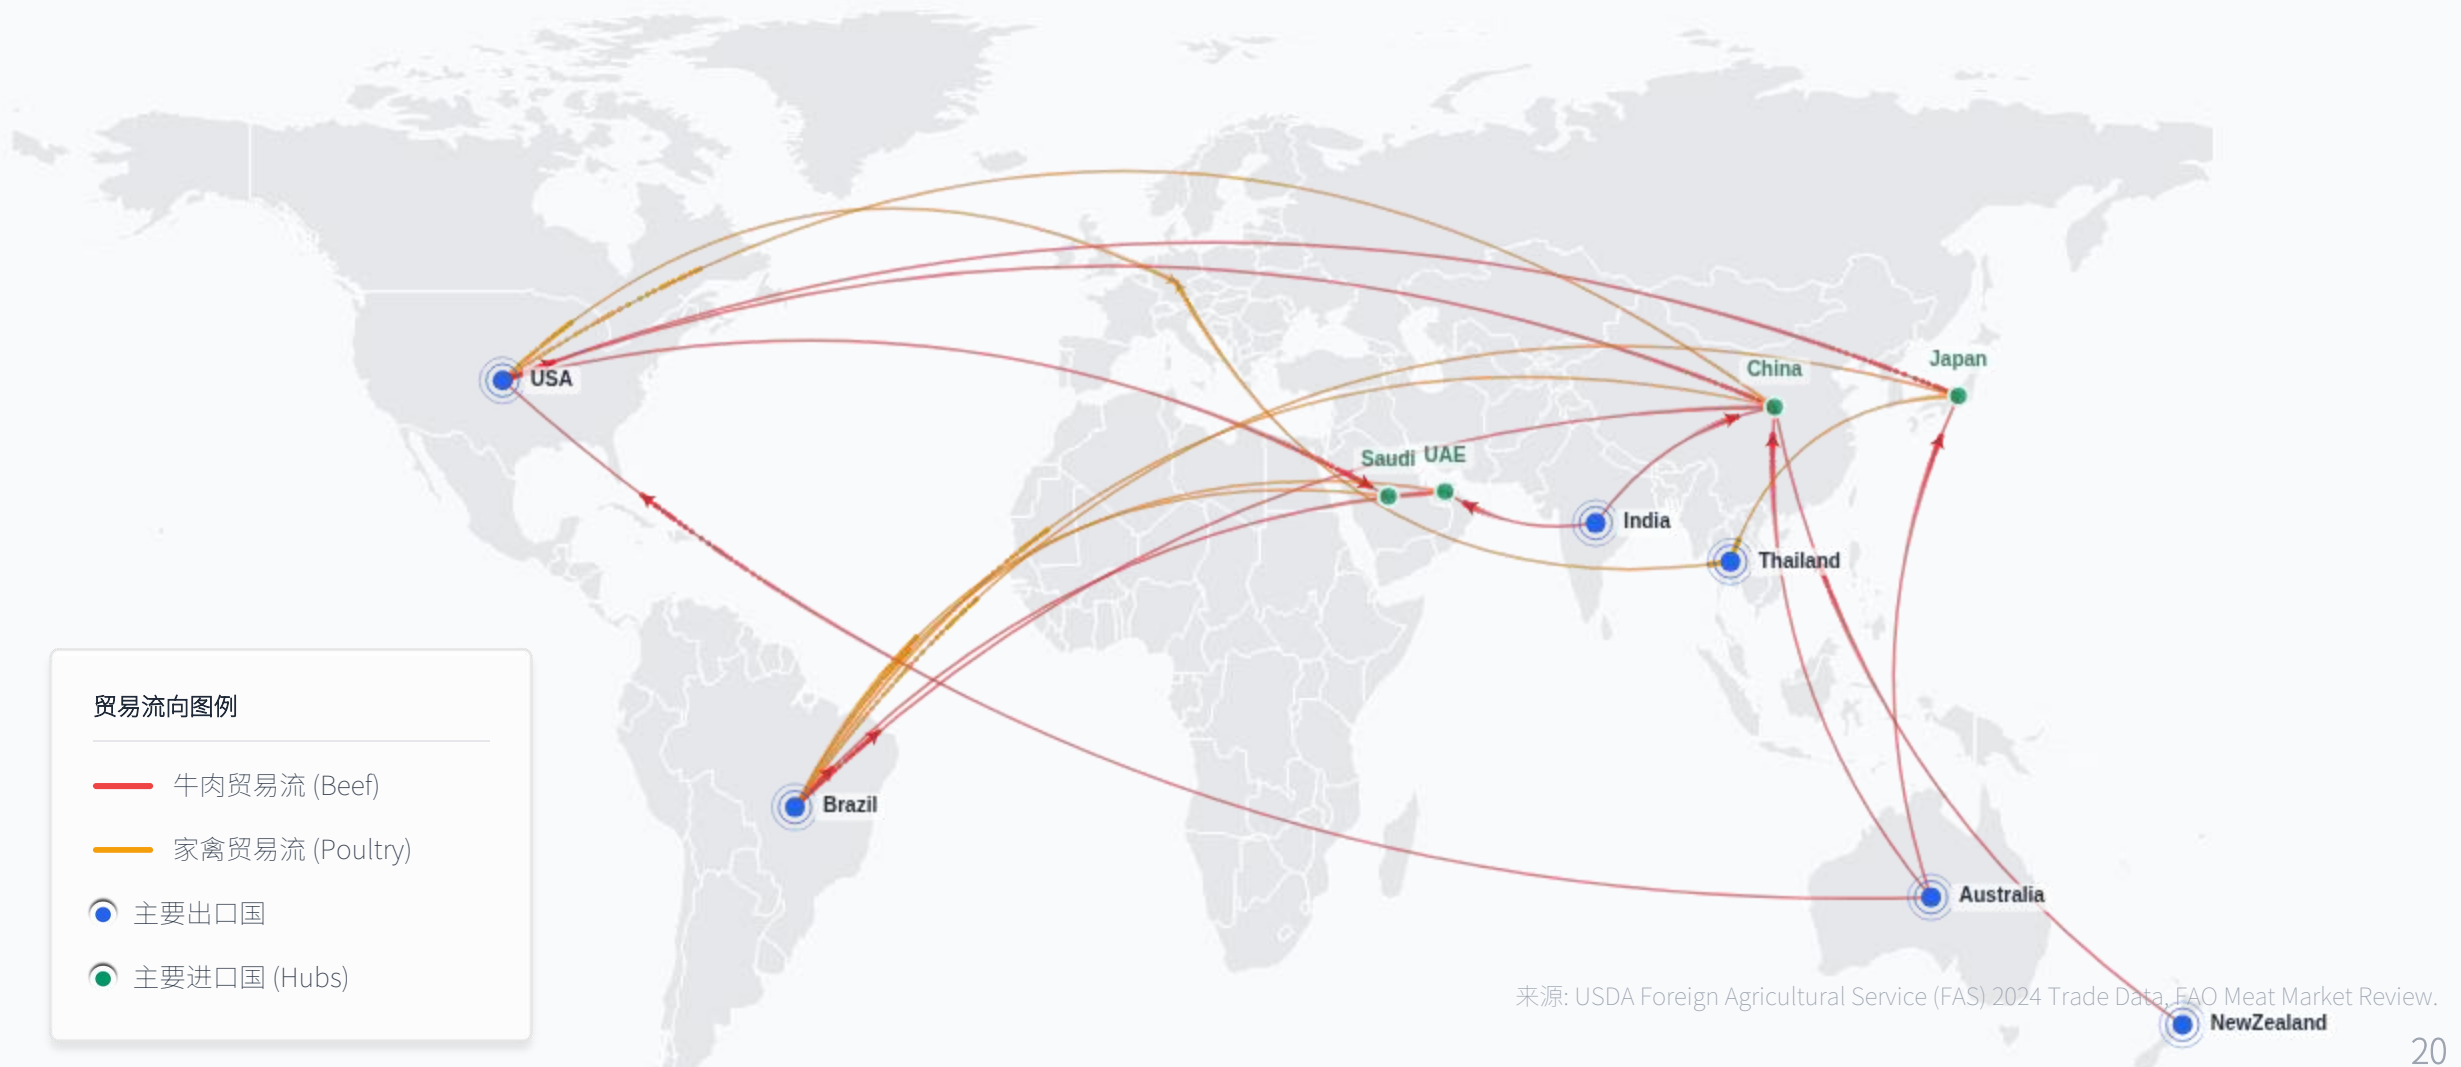 Japan
China
USA
Saudi
UAE
India
Thailand
贸易流向图例
牛肉贸易流 (Beef)
Brazil
家禽贸易流 (Poultry)
Australia
主要出口国
主要进口国 (Hubs)
来源: USDA Foreign Agricultural Service (FAS) 2024 Trade Data, FAO Meat Market Review.
NewZealand
20